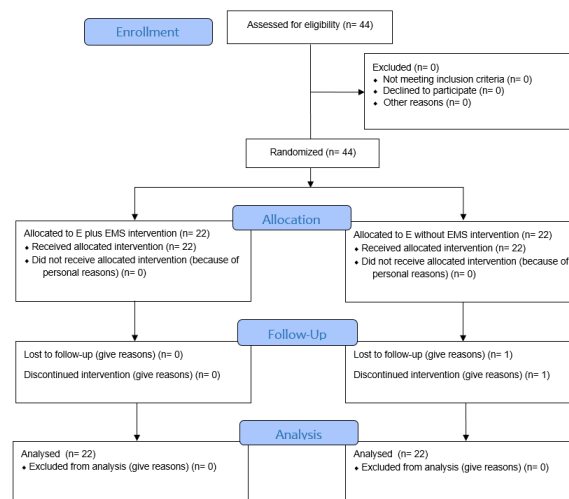 Enrollment
Assessed for eligibility (n= 44)
Excluded (n= 0)
⬥ Not meeting inclusion criteria (n= 0)
⬥ Declined to participate (n= 0)
⬥ Other reasons (n= 0)
Randomized (n= 44)
Allocation
Allocated to E plus EMS intervention (n= 22)
⬥ Received allocated intervention (n= 22)
⬥ Did not receive allocated intervention (because of
personal reasons) (n= 0)
Allocated to E without EMS intervention (n= 22)
⬥ Received allocated intervention (n= 22)
⬥ Did not receive allocated intervention (because of
personal reasons) (n= 0)
Follow-Up
Lost to follow-up (give reasons) (n= 0)
Discontinued intervention (give reasons) (n= 0)
Lost to follow-up (give reasons) (n= 1)
Discontinued intervention (give reasons) (n= 1)
Analysis
Analysed (n= 22)
⬥ Excluded from analysis (give reasons) (n= 0)
Analysed (n= 22)
⬥ Excluded from analysis (give reasons) (n= 0)